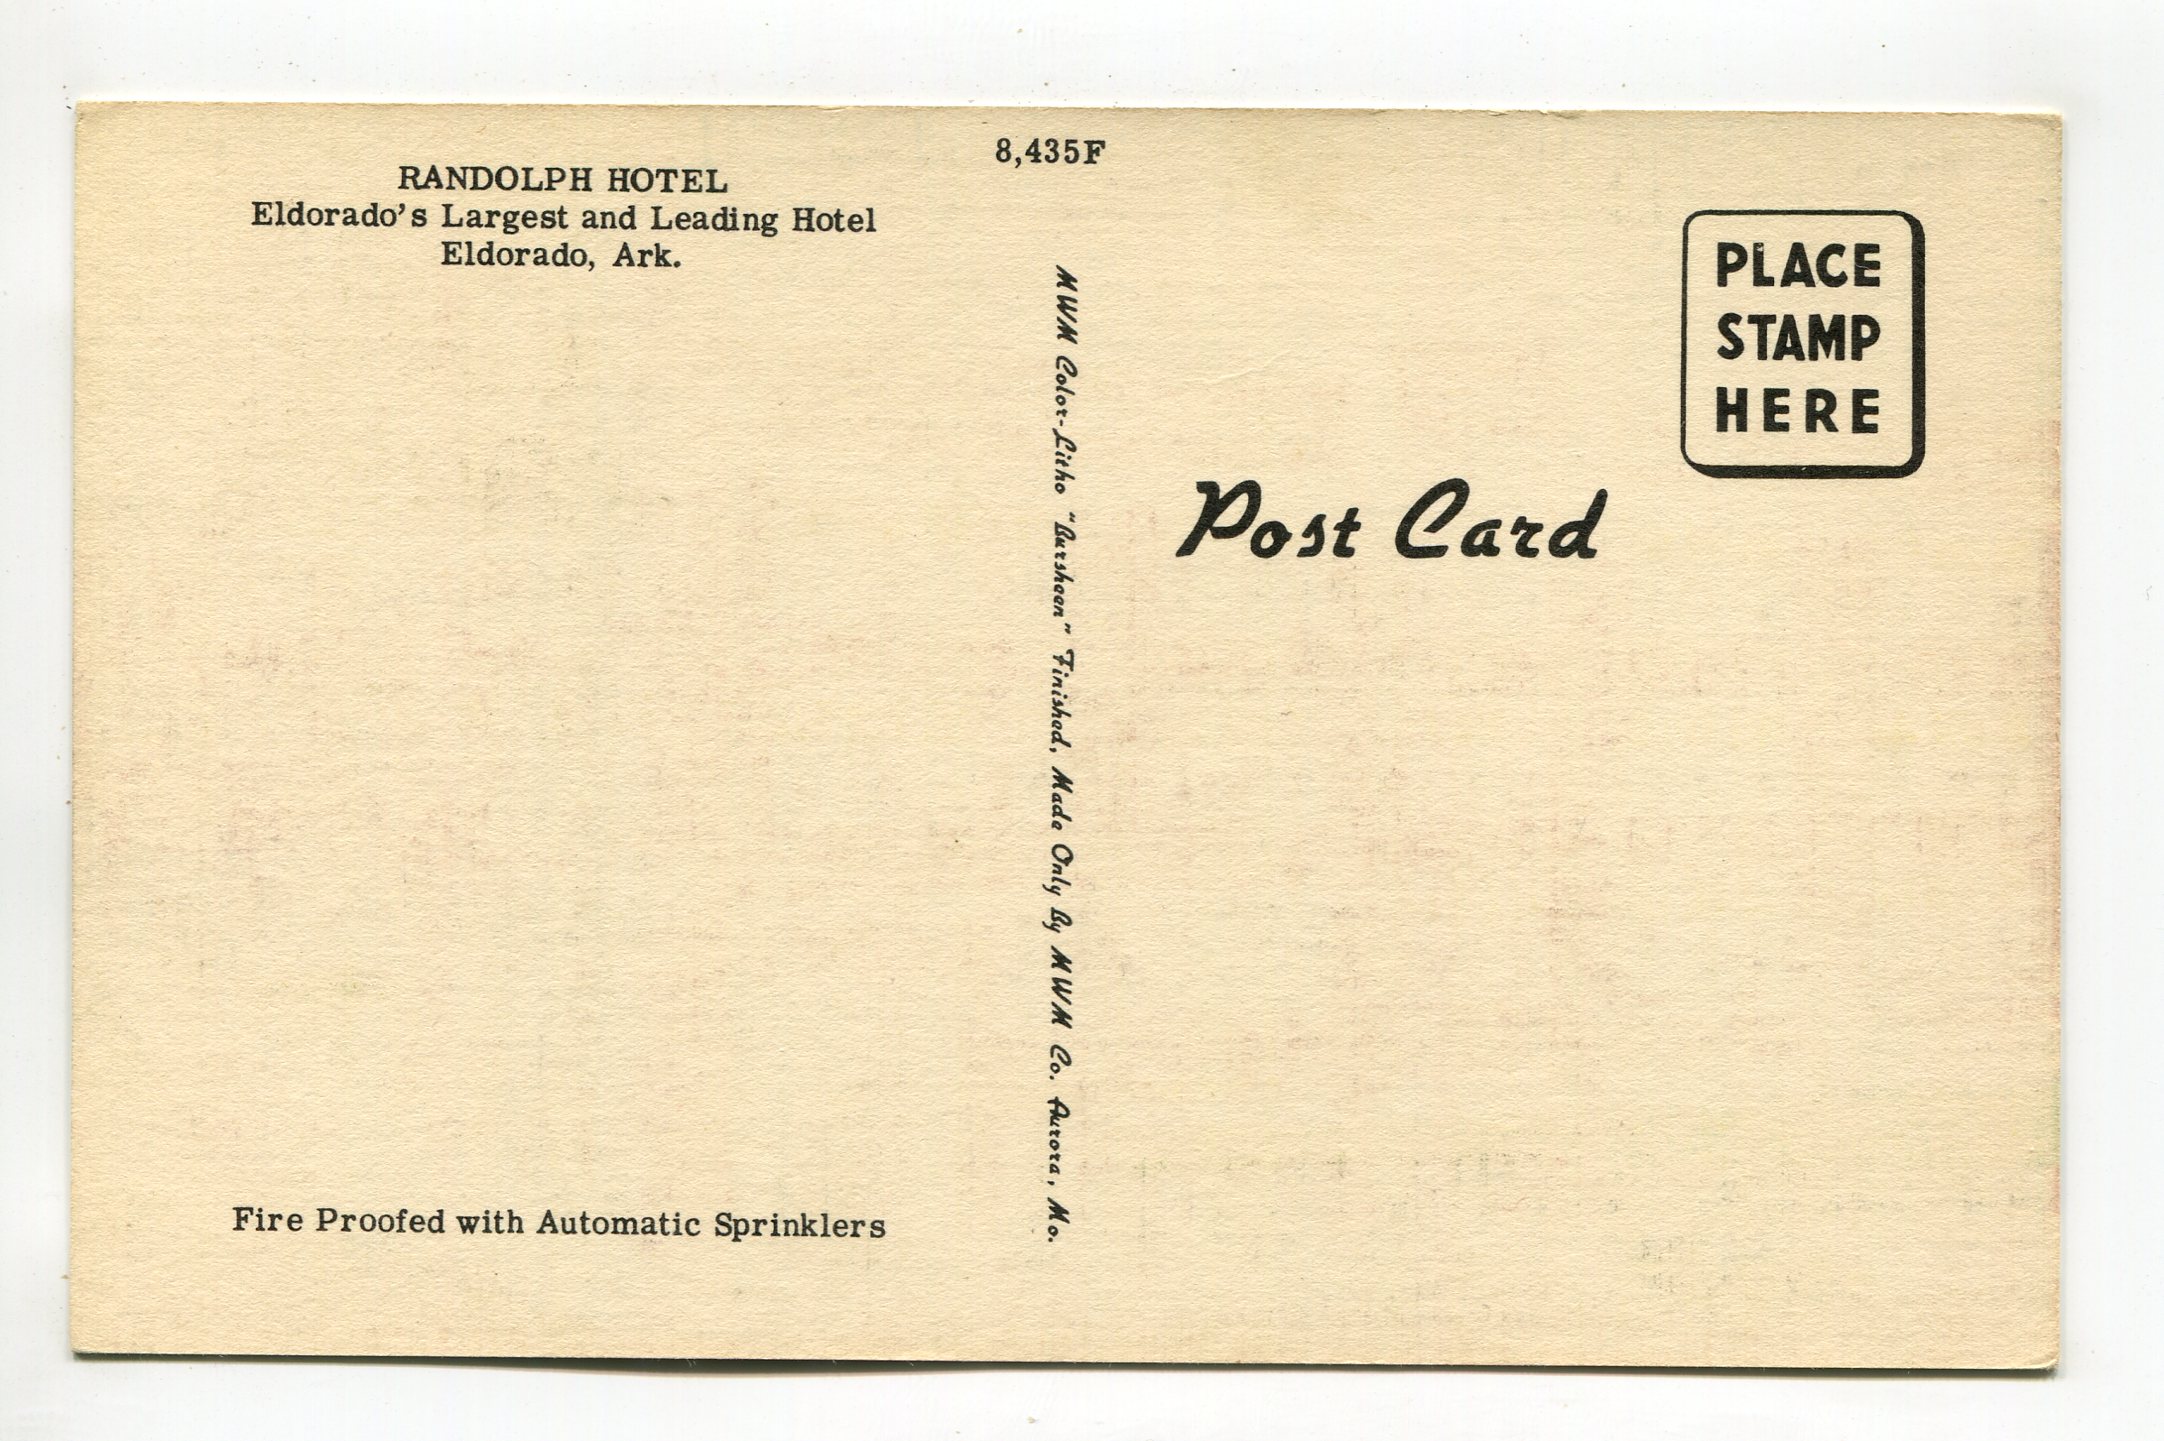 8,435F
RANDOLPH HOTEL
Eldorado's Largest and Leading Hotel
Eldorado, Ark.
Fire Proofed with Automatic Sprinklers
MWM Color-Litho "Bursheen" Finished, Made Only By MWM Co. Aurora, Mo.
PLACE
STAMP
HERE
Post Card